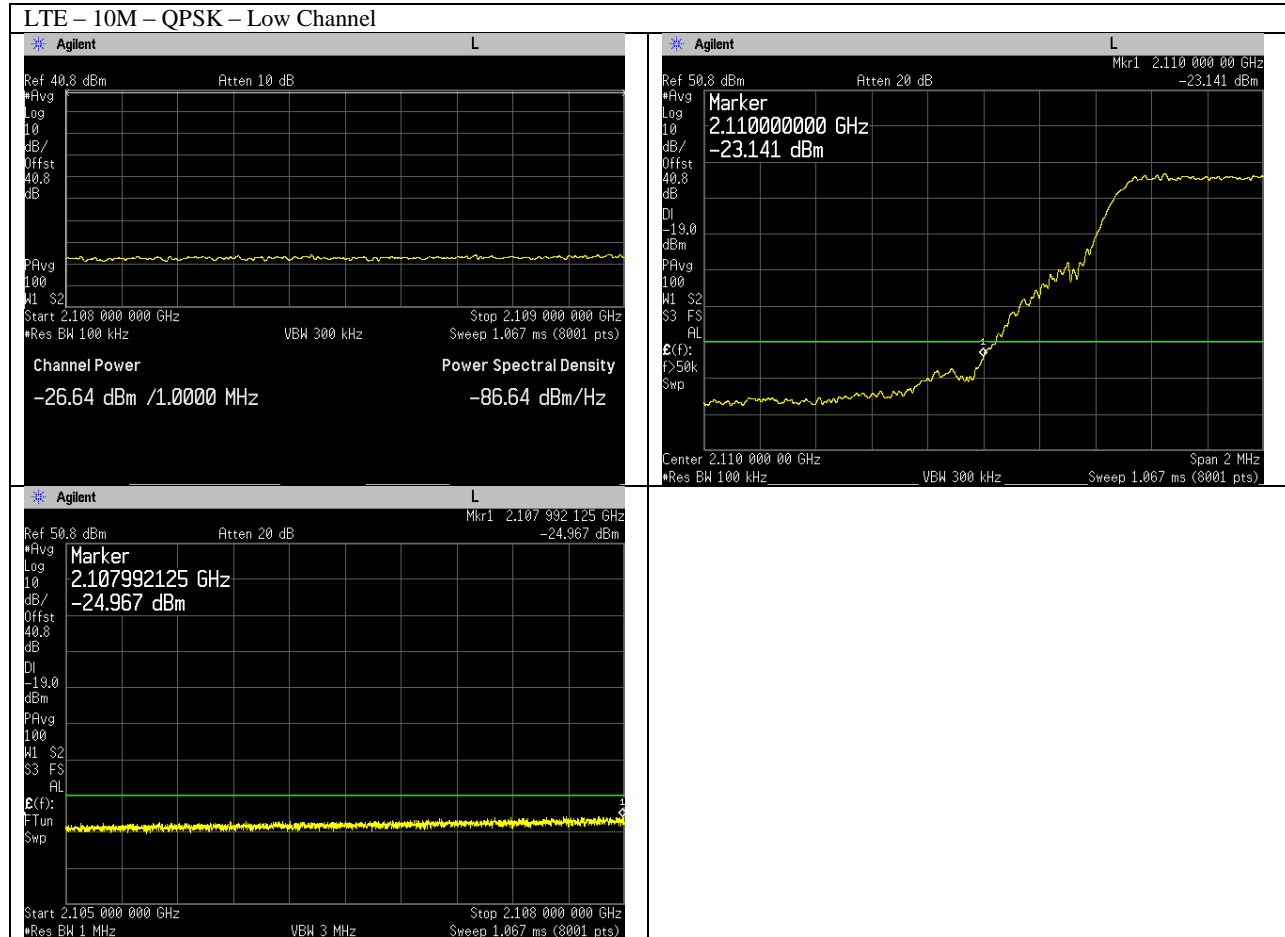 LTE – 10M – QPSK – Low Channel
Agilent L
Ref 40.8 dBm Atten 10 dB
#Avg
Log
10
dB/
Offst
40.8
dB
PAvg
100
W1 S2
Start 2.108 000 000 GHz Stop 2.109 000 000 GHz
#Res BW 100 kHz VBW 300 kHz Sweep 1.067 ms (8001 pts)
Channel Power Power Spectral Density
-26.64 dBm /1.0000 MHz -86.64 dBm/Hz
Agilent L
Mkr1 2.110 000 00 GHz
Ref 50.8 dBm Atten 20 dB -23.141 dBm
#Avg
Log
10
dB/
Offst
40.8
dB
DI
-19.0
dBm
PAvg
100
W1 S2
S3 FS
AL
£(f):
f>50k
Swp
Marker
2.110000000 GHz
-23.141 dBm
1
Center 2.110 000 00 GHz Span 2 MHz
#Res BW 100 kHz VBW 300 kHz Sweep 1.067 ms (8001 pts)
Agilent L
Mkr1 2.107 992 125 GHz
Ref 50.8 dBm Atten 20 dB -24.967 dBm
#Avg
Log
10
dB/
Offst
40.8
dB
DI
-19.0
dBm
PAvg
100
W1 S2
S3 FS
AL
£(f):
FTun
Swp
Marker
2.107992125 GHz
-24.967 dBm
1
Start 2.105 000 000 GHz Stop 2.108 000 000 GHz
#Res BW 1 MHz VBW 3 MHz Sweep 1.067 ms (8001 pts)